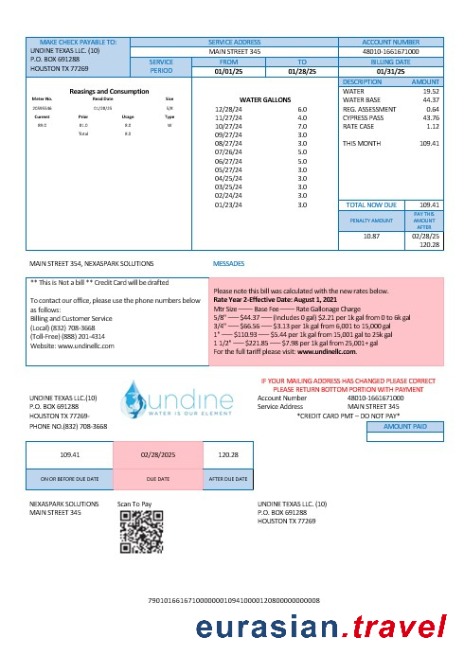 MAKE CHECK PAYABLE TO:
UNDINE TEXAS LLC. (10)
P.O. BOX 691288
HOUSTON TX 77269
SERVICE ADDRESS
MAIN STREET 345
ACCOUNT NUMBER
48010-1661671000
SERVICE PERIOD
FROM
TO
01/01/25
01/28/25
BILLING DATE
01/31/25
Reasings and Consumption
Meter No.
Read Date
Size
01/28/25
5/8
Current
Prior
Usage
Type
8.0
W
Total
8.0
WATER GALLONS
12/28/24 6.0
11/27/24 4.0
10/27/24 7.0
09/27/24 3.0
08/27/24 3.0
07/26/24 5.0
06/27/24 5.0
05/27/24 3.0
04/27/24 3.0
03/25/24 3.0
02/24/24 3.0
01/23/24 3.0
DESCRIPTION AMOUNT
WATER 19.52
WATER BASE 44.37
REG. ASSESSMENT 0.64
CYPRESS PASS 43.76
RATE CASE 1.12
THIS MONTH 109.41
TOTAL NOW DUE 109.41
PENALTY AMOUNT
PAY THIS AMOUNT AFTER
10.87
02/28/25
120.28
MAIN STREET 354, NEXASPARK SOLUTIONS
MESSAGES
** This is Not a bill ** Credit Card will be drafted
To contact our office, please use the phone numbers below
as follows:
Billing and Customer Service
(Local) (832) 708-3668
(Toll-Free) (888) 201-4314
Website: www.undinellc.com
Please note this bill was calculated with the new rates below.
Rate Year 2-Effective Date: August 1, 2021
Mtr Size ---- Base Fee---- Rate Gallonage Charge
5/8" ---- $44.37 ---- (includes 0 gal) $2.21 per 1k gal from 0 to 6k gal
3/4" ---- $66.56 ---- $3.13 per 1k gal from 6,001 to 15,000 gal
1" ---- $110.93 ---- $5.44 per 1k gal from 15,001 to 25k gal
1 1/2" ---- $221.85 ---- $7.98 per 1k gal from 25,001+ gal
For the full tariff please visit: www.undinellc.com.
UNDINE TEXAS LLC.(10)
P.O. BOX 691288
HOUSTON TX 77269-
PHONE NO.(832) 708-3668
undine
WATER IS OUR ELEMENT
IF YOUR MAILING ADDRESS HAS CHANGED PLEASE CORRECT
PLEASE RETURN BOTTOM PORTION WITH PAYMENT
Account Number 48010-1661671000
Service Address MAIN STREET 345
*CREDIT CARD PMT – DO NOT PAY*
AMOUNT PAID
109.41
02/28/2025
120.28
ON OR BEFORE DUE DATE
DUE DATE
AFTER DUE DATE
NEXASPARK SOLUTIONS
MAIN STREET 345
Scan To Pay
UNDINE TEXAS LLC. (10)
P.O. BOX 691288
HOUSTON TX 77269
eurasian.travel